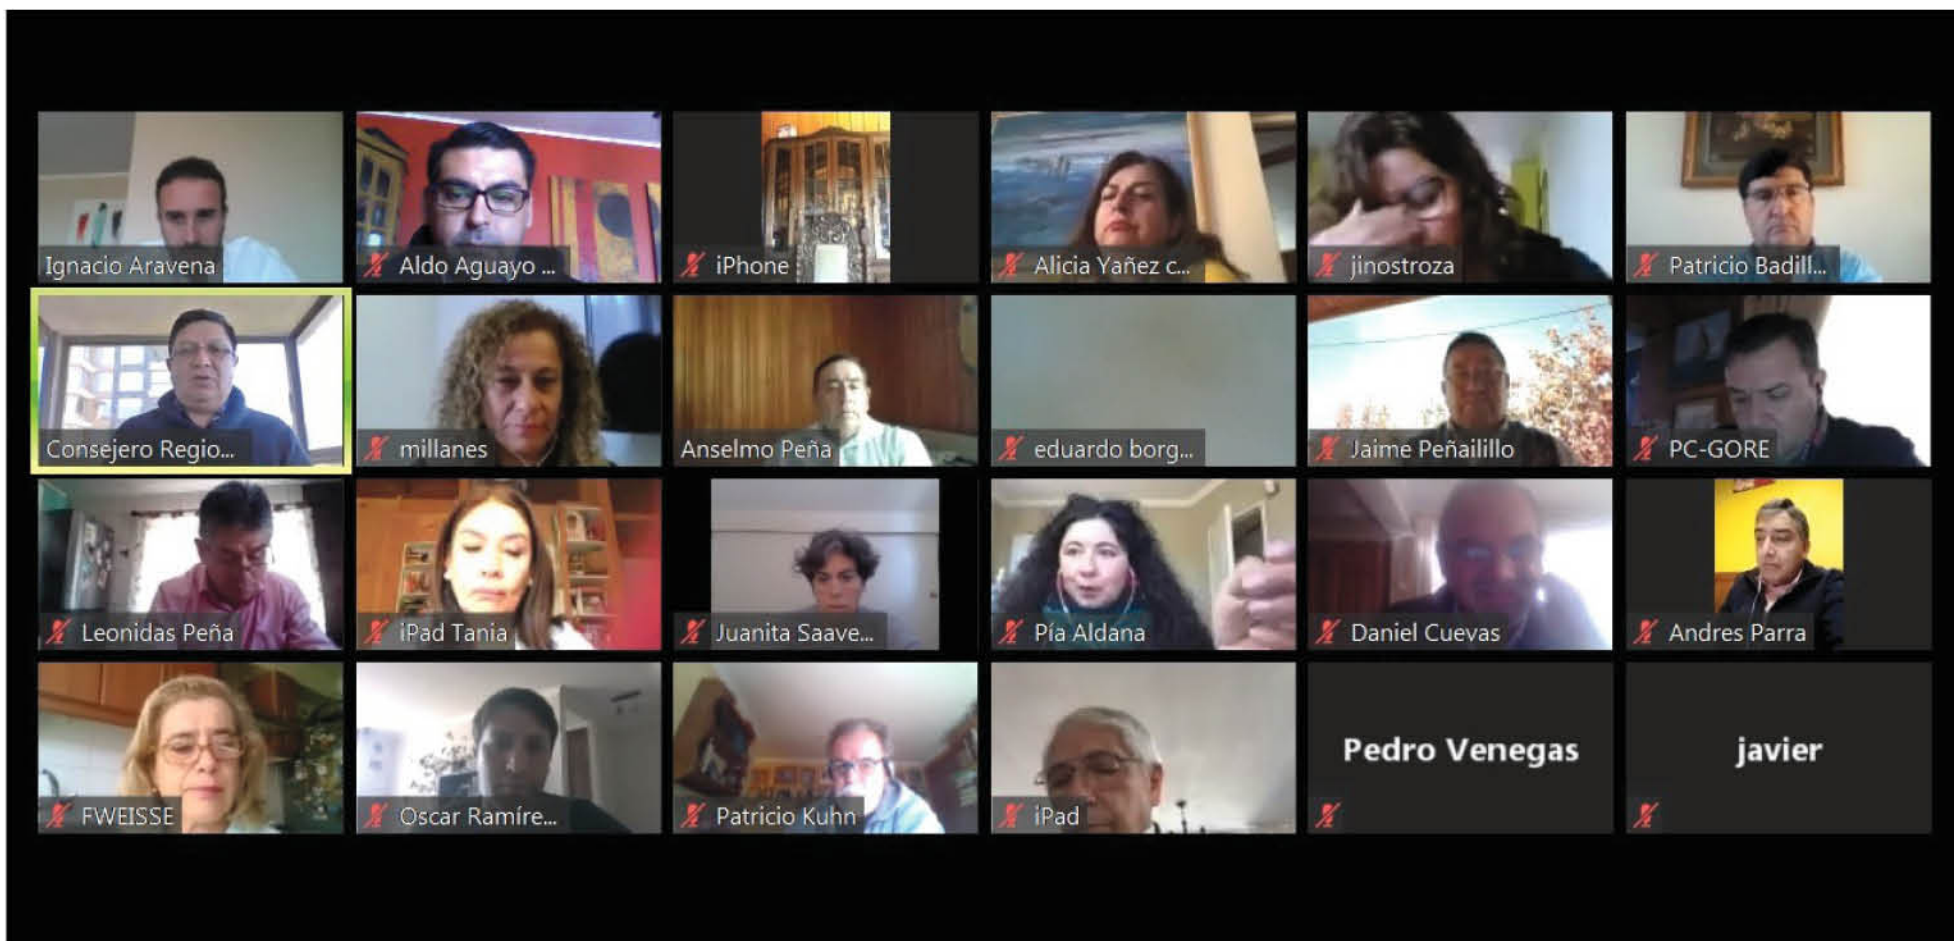 Ignacio Aravena
Aldo Aguayo ...
iPhone
Alicia Yañez c...
jinostroza
Patricio Badill...
Consejero Regio...
millanes
Anselmo Peña
eduardo borg...
Jaime Peñailillo
PC-GORE
Leonidas Peña
iPad Tania
Juanita Saave...
Pía Aldana
Daniel Cuevas
Andres Parra
FWEISSE
Oscar Ramíre...
Patricio Kuhn
iPad
Pedro Venegas
javier